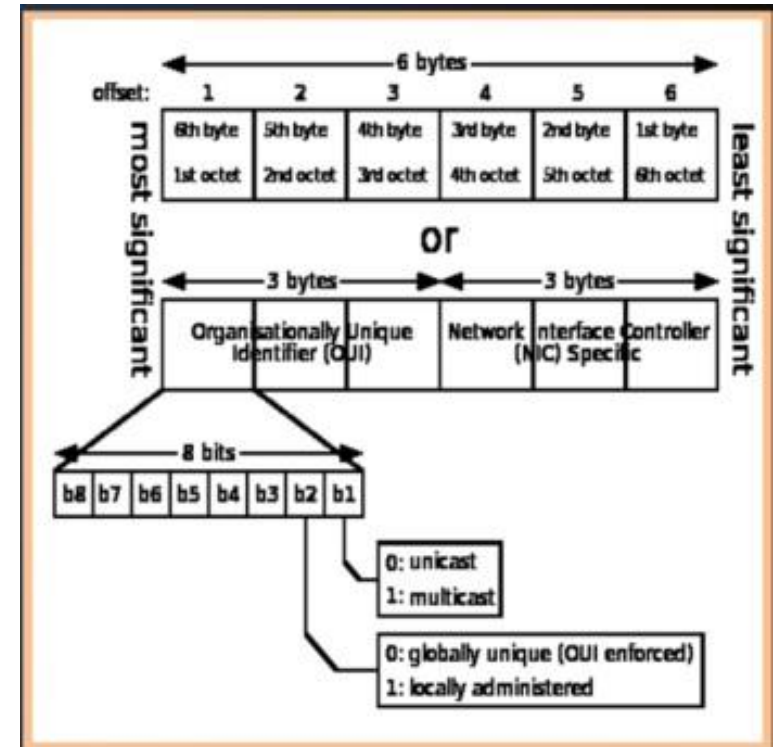 6 bytes
offset: 1 2 3 4 5 6
6th byte 5th byte 4th byte 3rd byte 2nd byte 1st byte
1st octet 2nd octet 3rd octet 4th octet 5th octet 6th octet
most significant
least significant
or
3 bytes 3 bytes
Organisationally Unique
Identifier (OUI)
Network Interface Controller
(NIC) Specific
8 bits
b8 b7 b6 b5 b4 b3 b2 b1
0: unicast
1: multicast
0: globally unique (OUI enforced)
1: locally administered